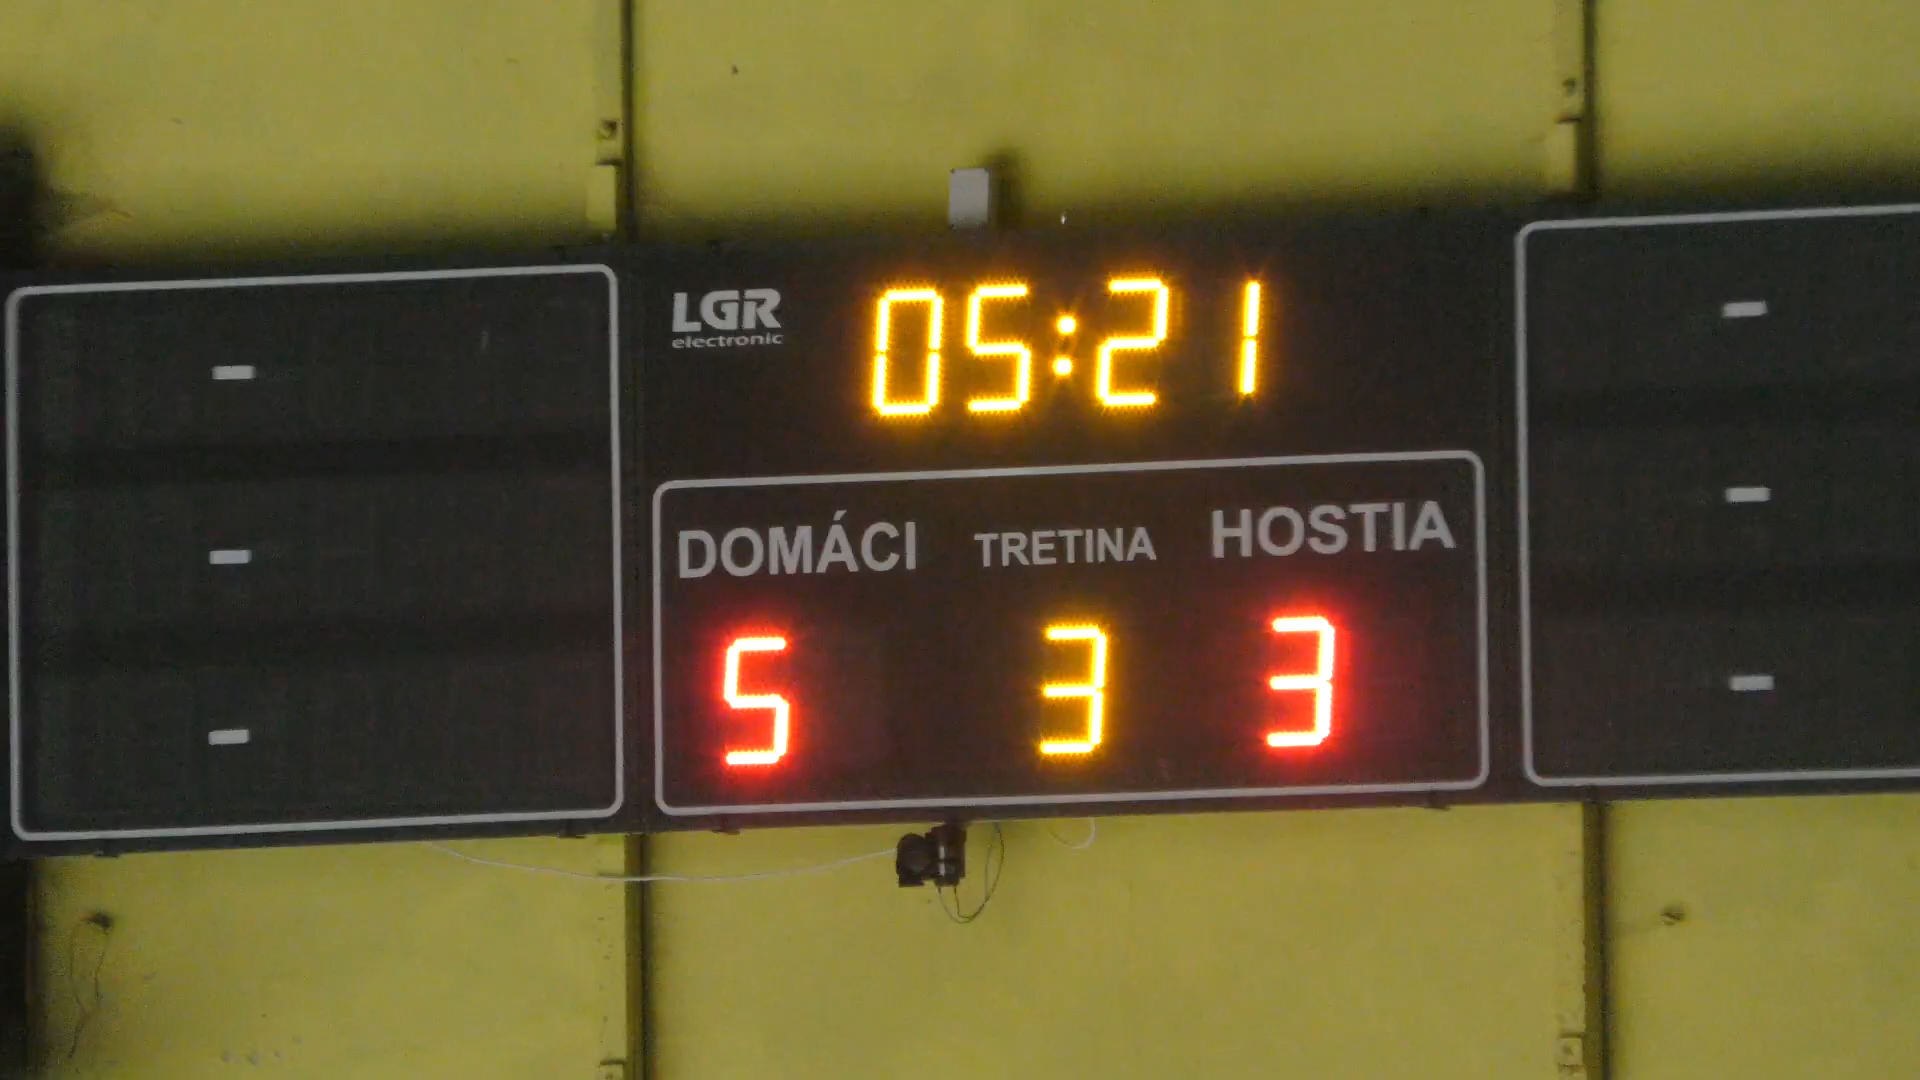 LGR
electronic
05:21
DOMÁCI TRETINA HOSTIA
5 3 3